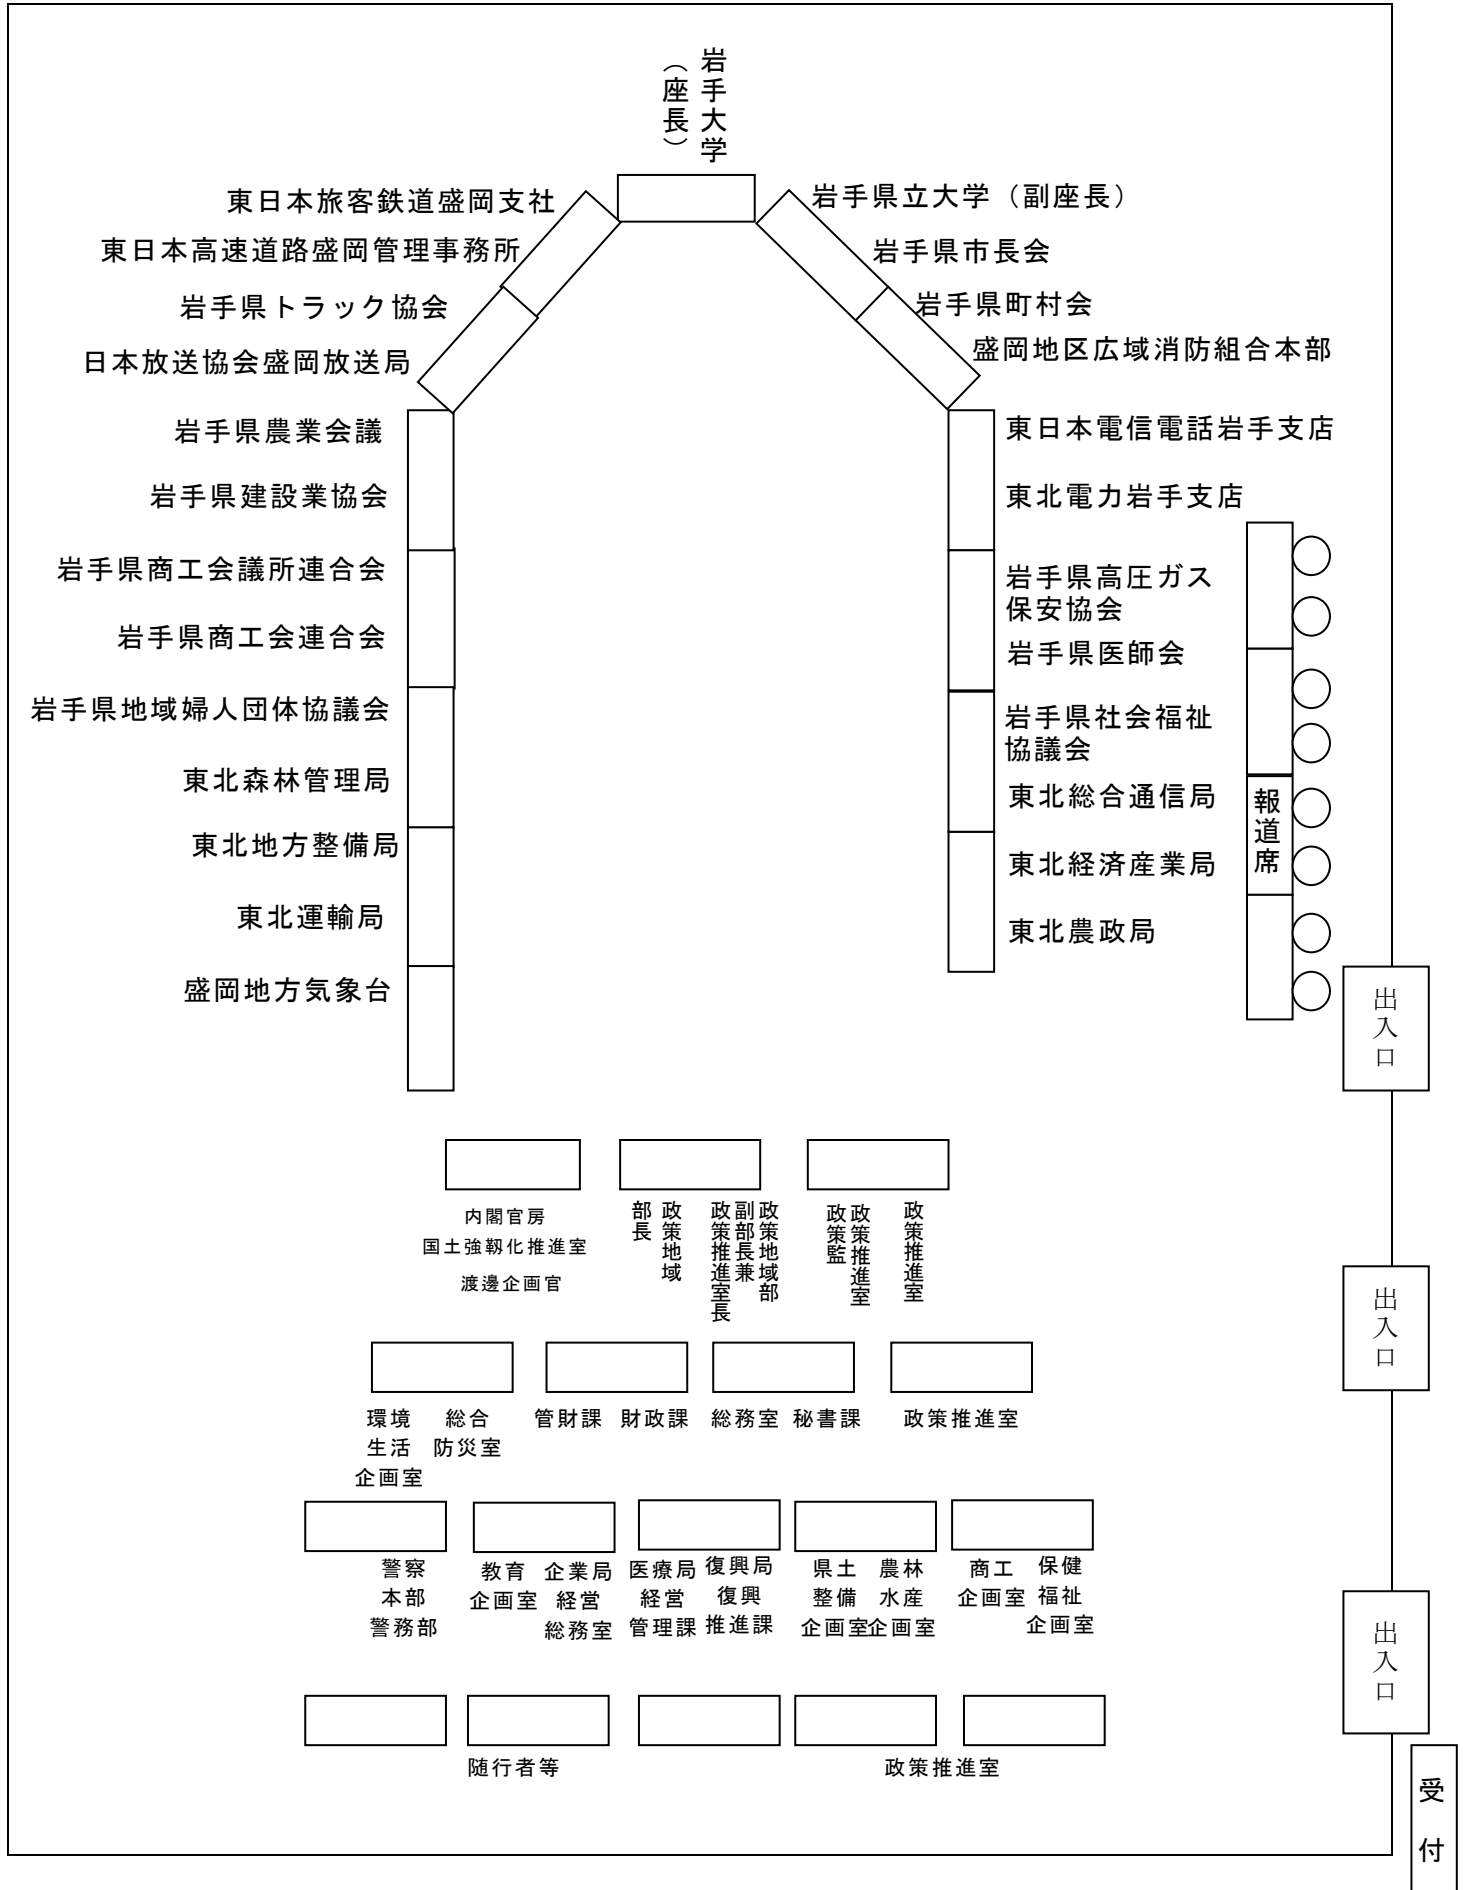 岩手大学
（座長）
東日本旅客鉄道盛岡支社
東日本高速道路盛岡管理事務所
岩手県トラック協会
日本放送協会盛岡放送局
岩手県農業会議
岩手県建設業協会
岩手県商工会議所連合会
岩手県商工会連合会
岩手県地域婦人団体協議会
東北森林管理局
東北地方整備局
東北運輸局
盛岡地方気象台
岩手県立大学（副座長）
岩手県市長会
岩手県町村会
盛岡地区広域消防組合本部
東日本電信電話岩手支店
東北電力岩手支店
岩手県高圧ガス
保安協会
岩手県医師会
岩手県社会福祉
協議会
東北総合通信局
東北経済産業局
東北農政局
報道席
出入口
内閣官房
国土強靱化推進室
渡邊企画官
政策地域
部長
政策地域部
副部長兼
政策推進室長
政策推進室
政策監
政策推進室
出入口
環境
生活
企画室
総合
防災室
管財課
財政課
総務室
秘書課
政策推進室
警察
本部
警務部
教育
企画室
企業局
経営
総務室
医療局
経営
管理課
復興局
復興
推進課
県土
整備
企画室
農林
水産
企画室
商工
企画室
保健
福祉
企画室
出入口
随行者等
政策推進室
受付